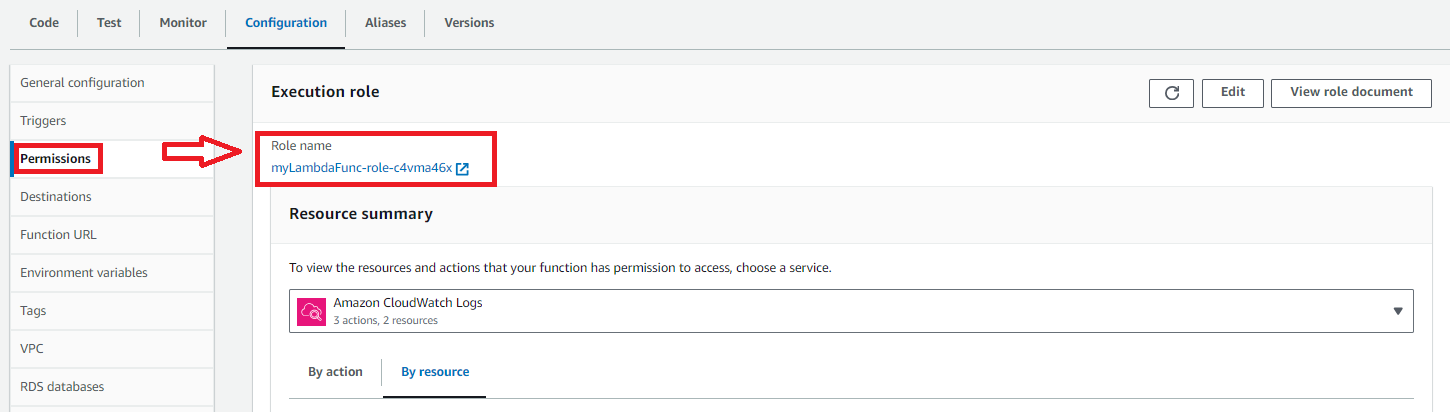 Code Test Monitor Configuration Aliases Versions
General configuration
Triggers
Permissions
Destinations
Function URL
Environment variables
Tags
VPC
RDS databases
Execution role
Edit View role document
Role name
myLambdaFunc-role-c4vma46x
Resource summary
To view the resources and actions that your function has permission to access, choose a service.
Amazon CloudWatch Logs
3 actions, 2 resources
By action By resource